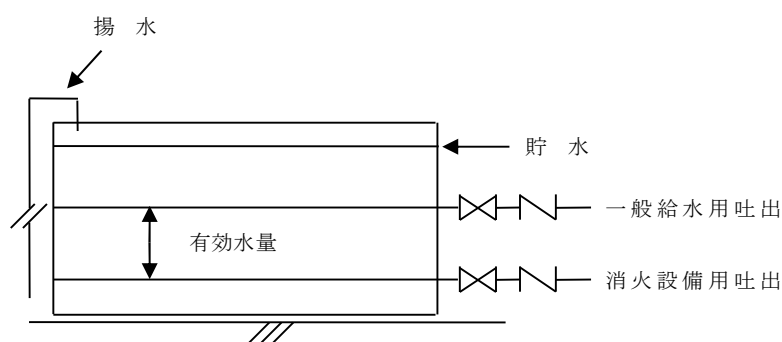 揚 水
貯 水
一般給水用吐出
有効水量
消火設備用吐出